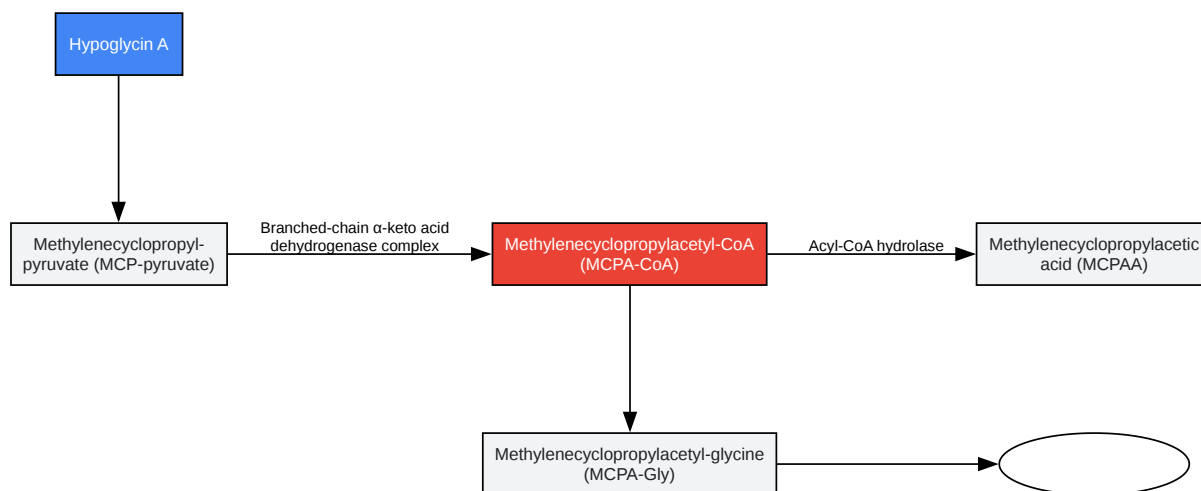 Hypoglycin A
Branched-chain α-keto acid
dehydrogenase complex
Methylenecyclopropyl-
pyruvate (MCP-pyruvate)
Methylenecyclopropylacetyl-CoA
(MCPA-CoA)
Acyl-CoA hydrolase
Methylenecyclopropylacetic
acid (MCPAA)
Methylenecyclopropylacetyl-glycine
(MCPA-Gly)